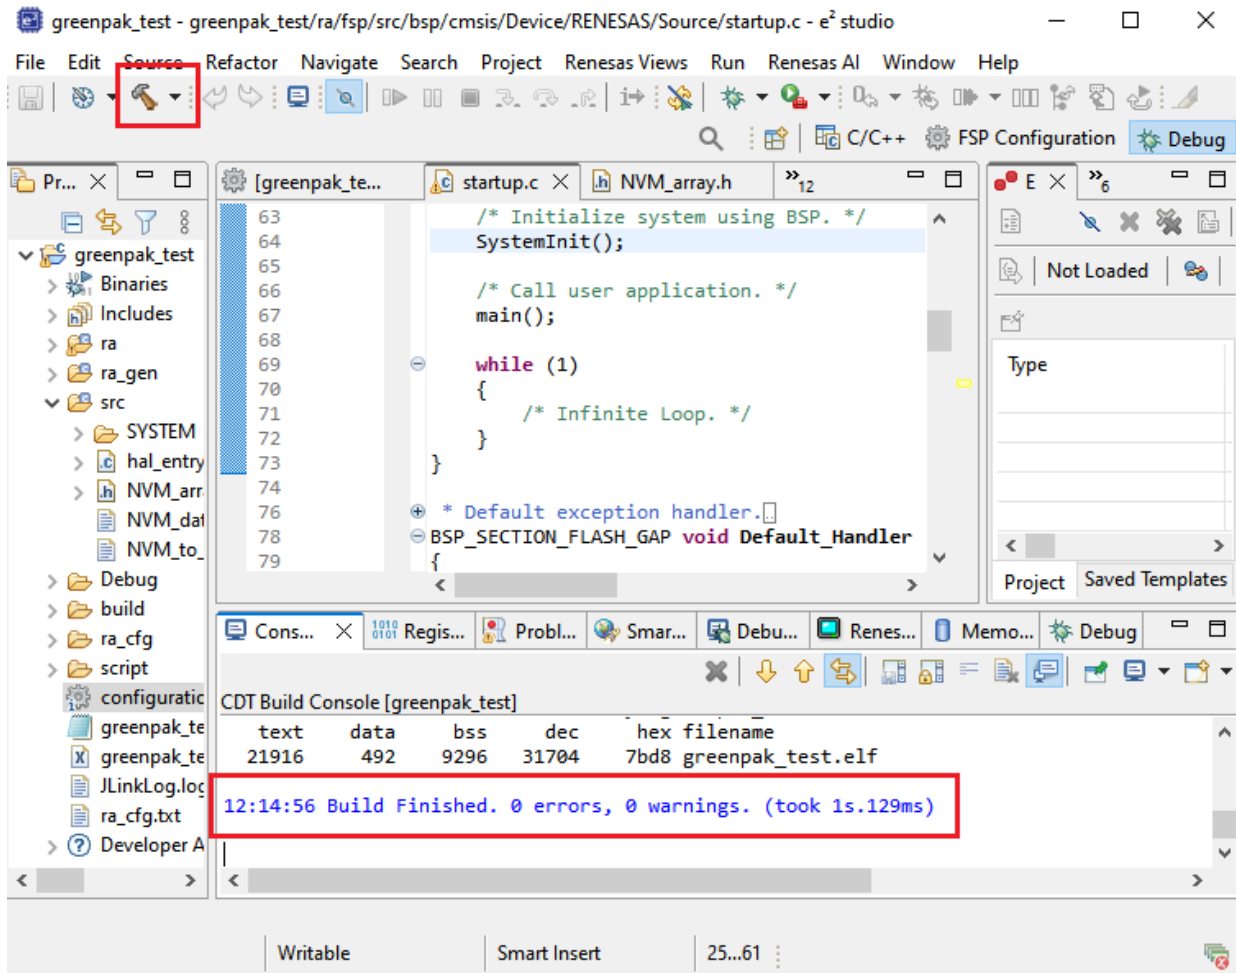 greenpak_test - greenpak_test/ra/fsp/src/bsp/cmsis/Device/RENESAS/Source/startup.c - e² studio
File Edit Source Refactor Navigate Search Project Renesas Views Run Renesas AI Window Help
C/C++ FSP Configuration Debug
Pr...
greenpak_test
Binaries
Includes
ra
ra_gen
src
SYSTEM
hal_entry
NVM_arr
NVM_dat
NVM_to_
Debug
build
ra_cfg
script
configuratic
greenpak_te
greenpak_te
JLinkLog.log
ra_cfg.txt
Developer A
[greenpak_te... startup.c NVM_array.h »12
63 /* Initialize system using BSP. */
64 SystemInit();
65
66 /* Call user application. */
67 main();
68
69 while (1)
70 {
71 /* Infinite Loop. */
72 }
73 }
74
76 * Default exception handler.
78 BSP_SECTION_FLASH_GAP void Default_Handler
79 {
E »6
Not Loaded
Type
Project Saved Templates
Cons... Regis... Probl... Smar... Debu... Renes... Memo... Debug
CDT Build Console [greenpak_test]
text data bss dec hex filename
21916 492 9296 31704 7bd8 greenpak_test.elf
12:14:56 Build Finished. 0 errors, 0 warnings. (took 1s.129ms)
Writable Smart Insert 25...61